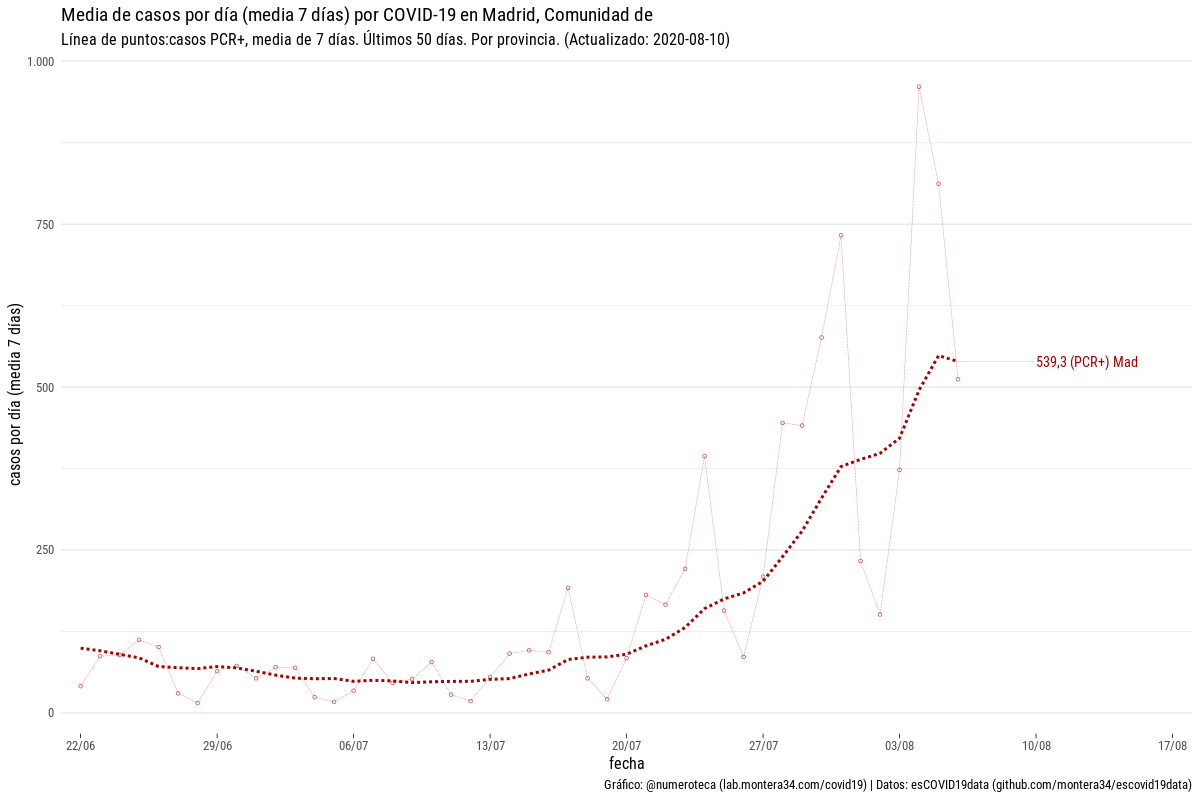 Media de casos por día (media 7 días) por COVID-19 en Madrid, Comunidad de
Línea de puntos:casos PCR+, media de 7 días. Últimos 50 días. Por provincia. (Actualizado: 2020-08-10)
1.000
750
500
250
0
casos por día (media 7 días)
539,3 (PCR+) Mad
22/06
29/06
06/07
13/07
20/07
27/07
03/08
10/08
17/08
fecha
Gráfico: @numeroteca (lab.montera34.com/covid19) | Datos: esCOVID19data (github.com/montera34/escovid19data)